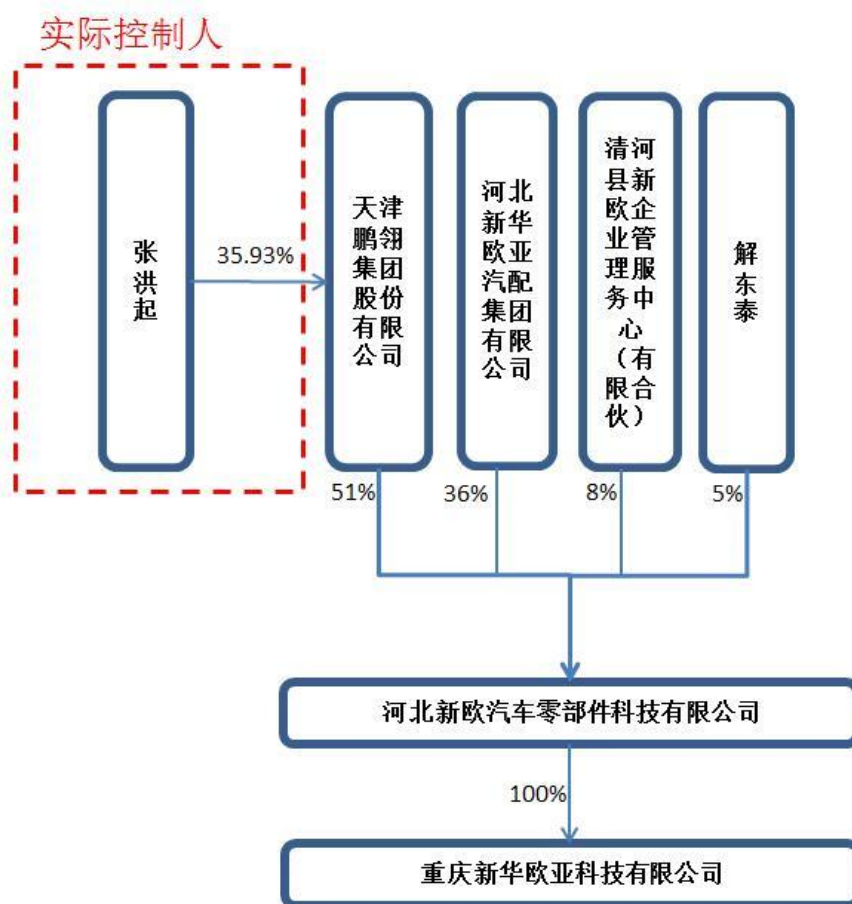 实际控制人
张
洪
起
35.93%
天津
鹏翎
集团
股份
有限
公司
河北
新华
欧亚
汽配
集团
有限
公司
清河
县新
欧企
业管
理服
务中
心
（有
限合
伙）
解
东
泰
51%
36%
8%
5%
河北新欧汽车零部件科技有限公司
100%
重庆新华欧亚科技有限公司